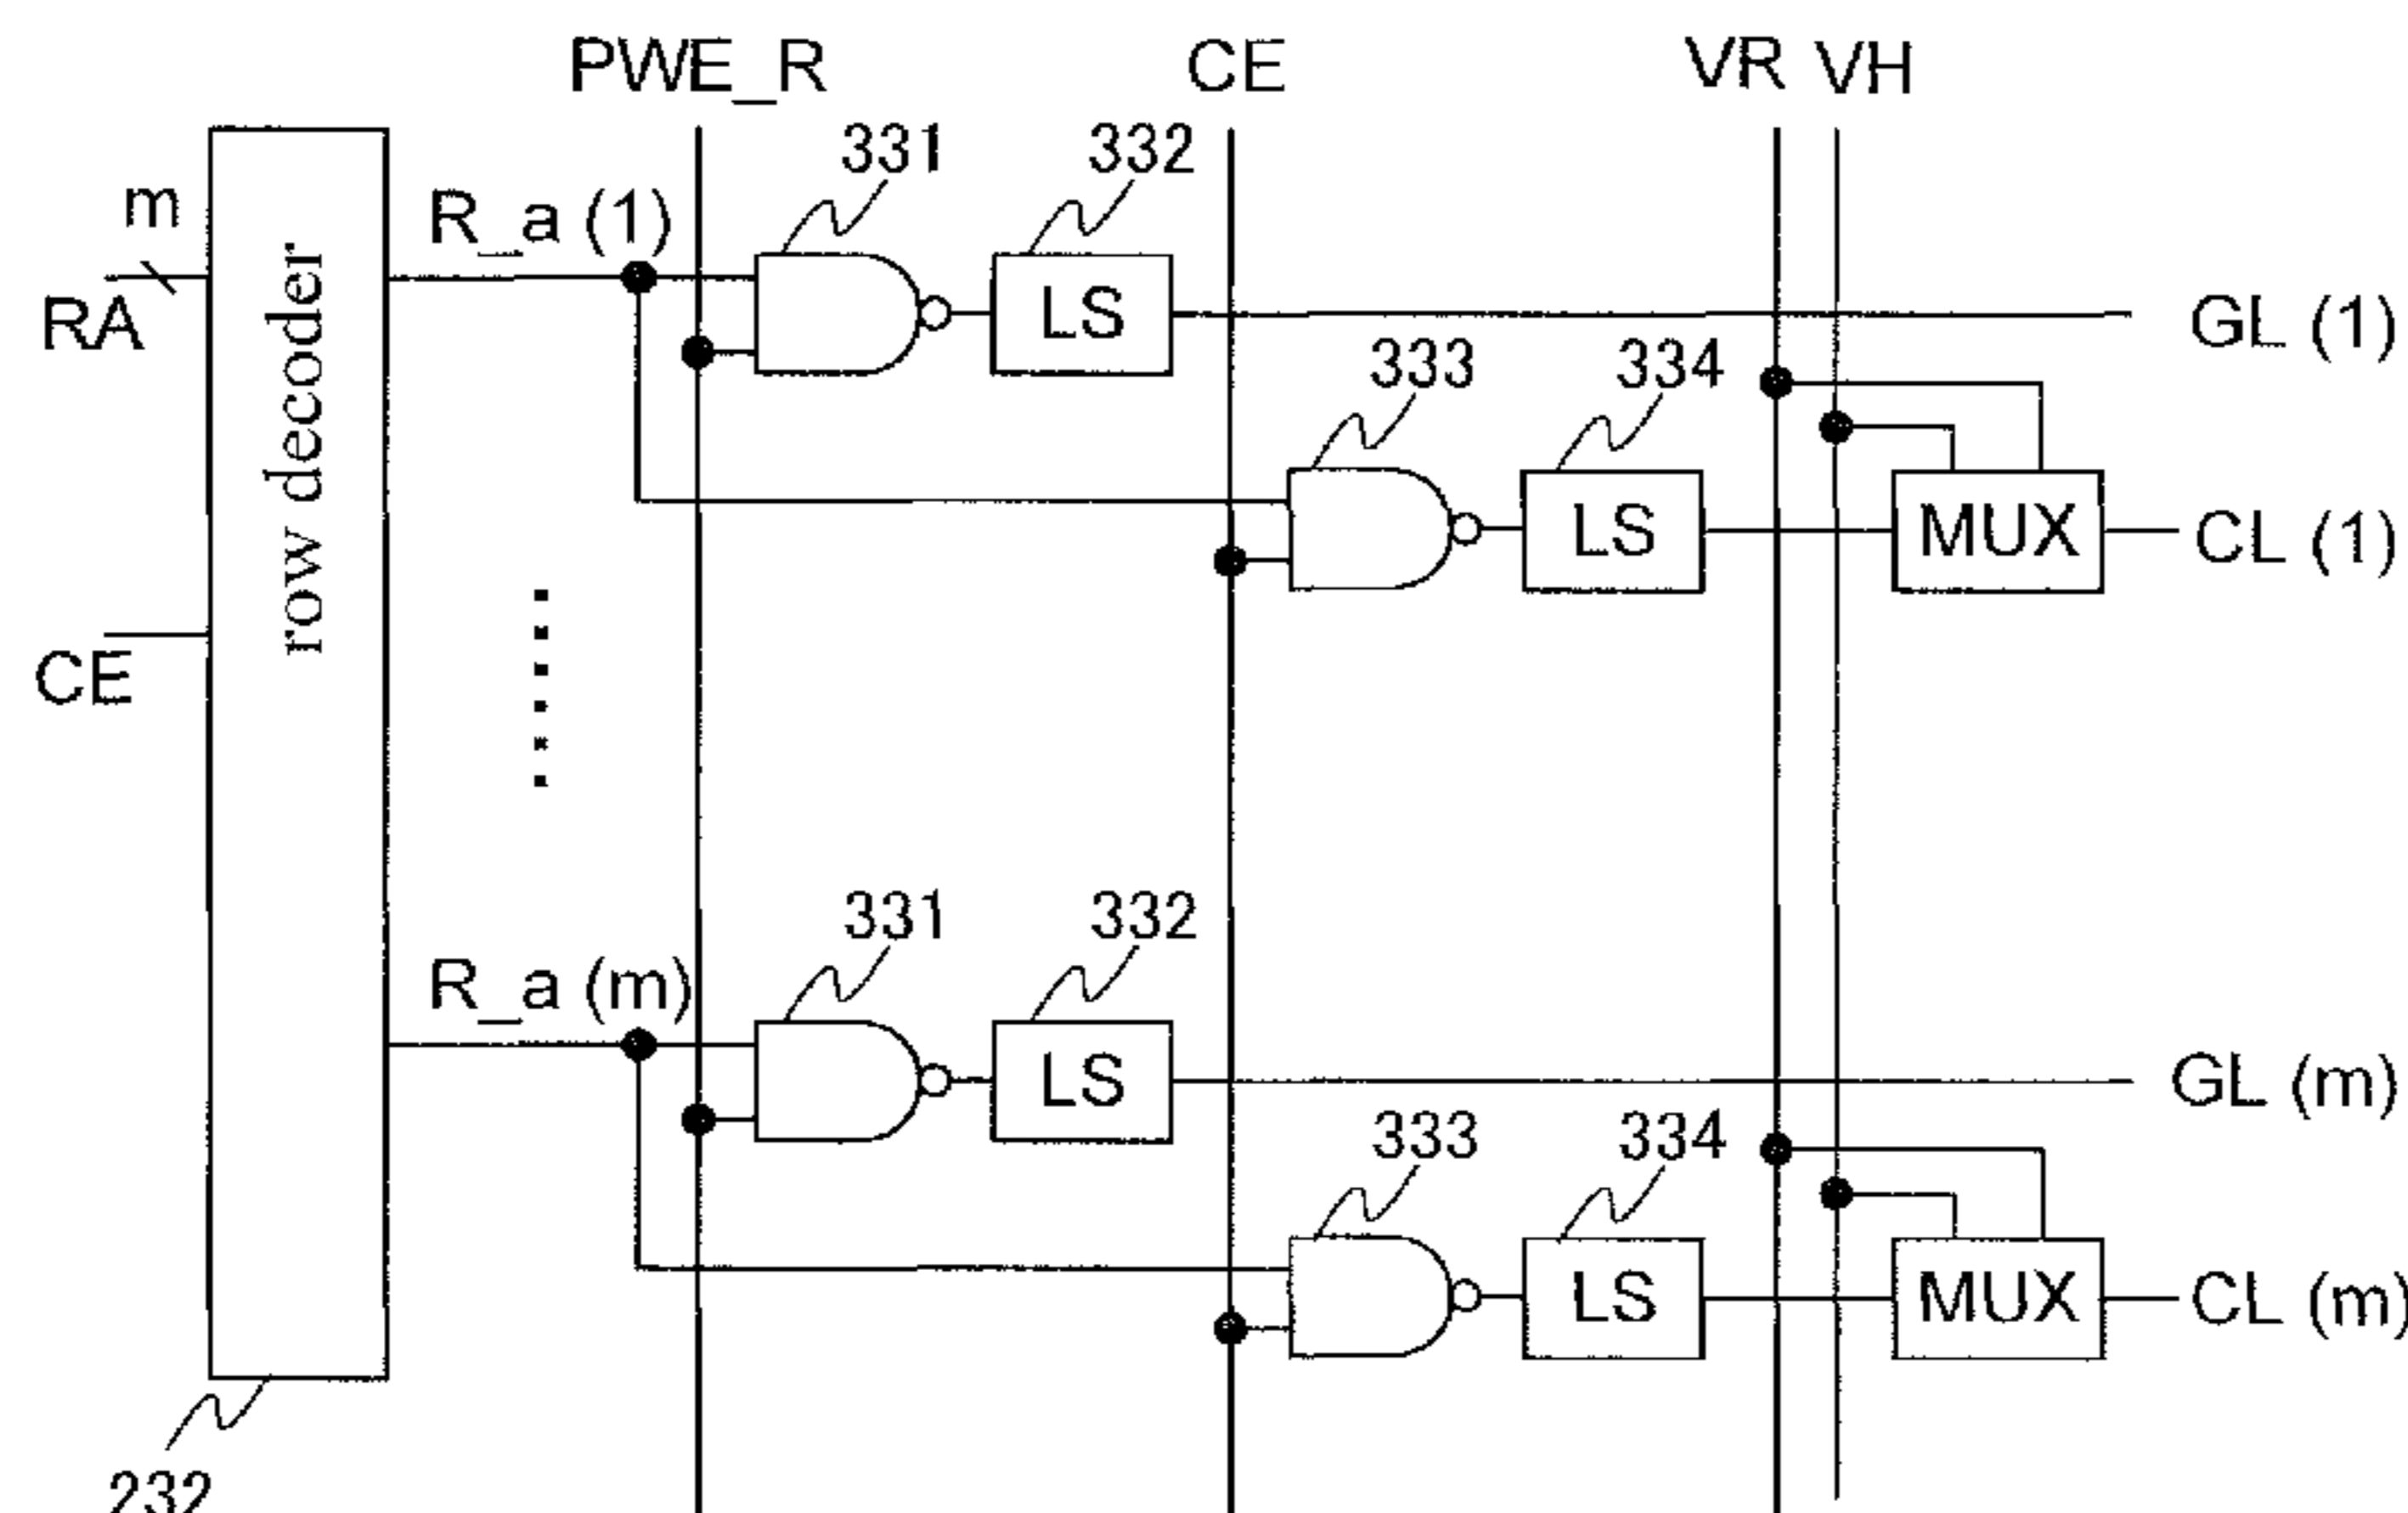 PWE_R
CE
VR
VH
331
332
m
R_a (1)
RA
row decoder
LS
GL (1)
333
334
LS
MUX
CL (1)
CE
331
332
R_a (m)
LS
GL (m)
333
334
LS
MUX
CL (m)
232